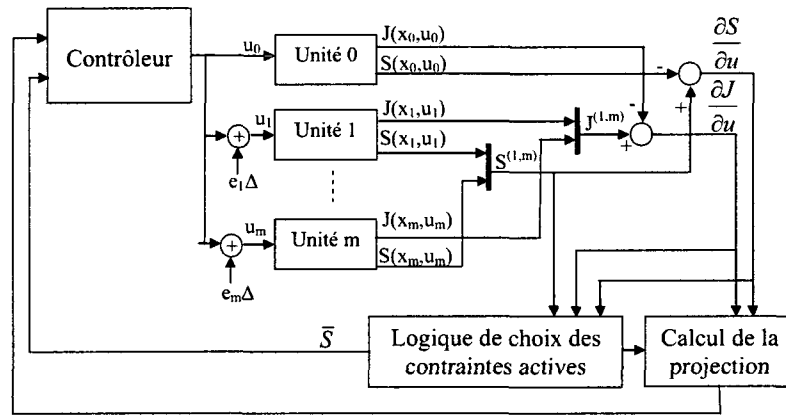 Contrôleur
u₀
Unité 0
J(x₀,u₀)
S(x₀,u₀)
-
∂S
∂u
-
+
∂J
∂u
u₁
+
e₁Δ
Unité 1
J(x₁,u₁)
S(x₁,u₁)
J⁽¹,ᵐ⁾
+
S⁽¹,ᵐ⁾
uₘ
+
eₘΔ
Unité m
J(xₘ,uₘ)
S(xₘ,uₘ)
S̅
Logique de choix des
contraintes actives
Calcul de la
projection